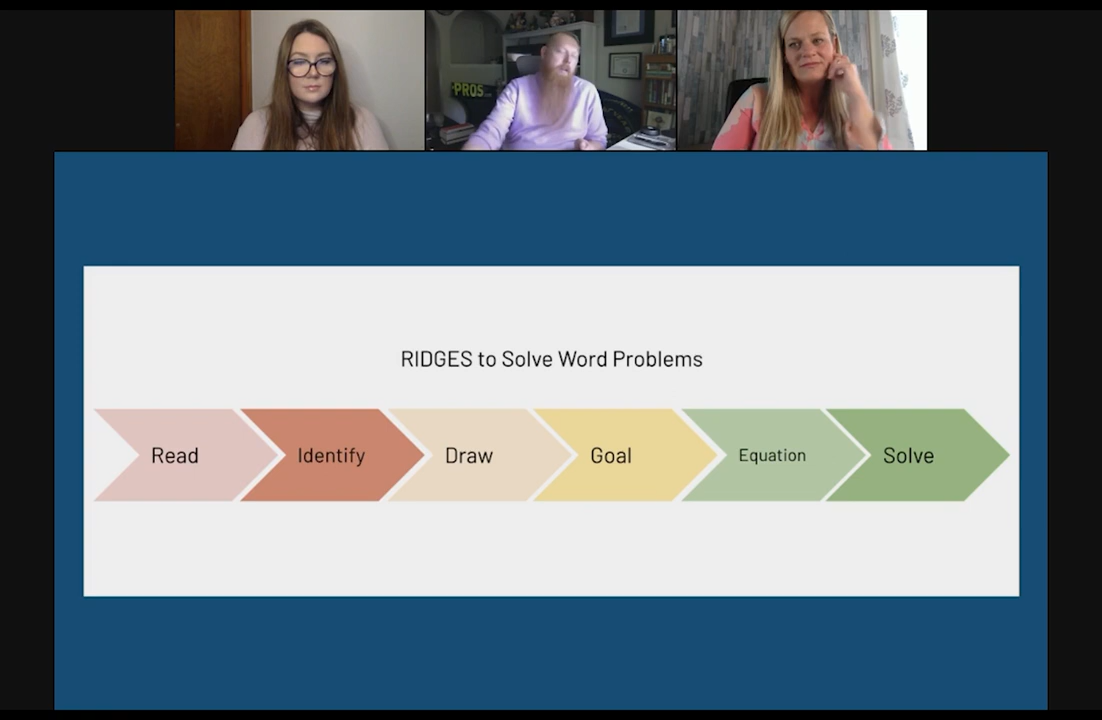 PROS
RIDGES to Solve Word Problems
Read
Identify
Draw
Goal
Equation
Solve